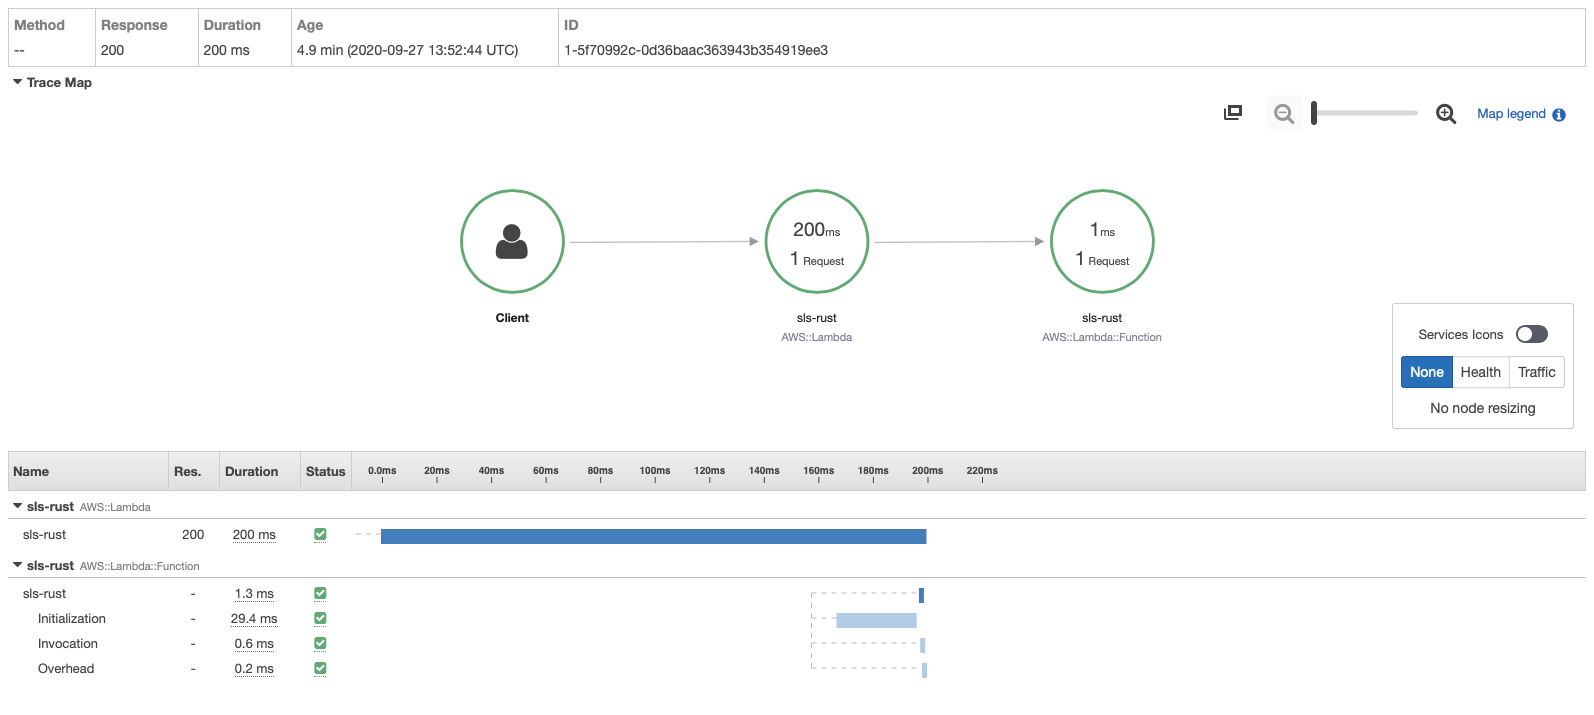 Method Response Duration Age ID
-- 200 200 ms 4.9 min (2020-09-27 13:52:44 UTC) 1-5f70992c-0d36baac363943b354919ee3
Trace Map
Map legend
200ms
1 Request
1ms
1 Request
Client sls-rust sls-rust
AWS::Lambda AWS::Lambda::Function
Services Icons
None Health Traffic
No node resizing
Name Res. Duration Status 0.0ms 20ms 40ms 60ms 80ms 100ms 120ms 140ms 160ms 180ms 200ms 220ms
sls-rust AWS::Lambda
sls-rust 200 200 ms
sls-rust AWS::Lambda::Function
sls-rust - 1.3 ms
Initialization - 29.4 ms
Invocation - 0.6 ms
Overhead - 0.2 ms